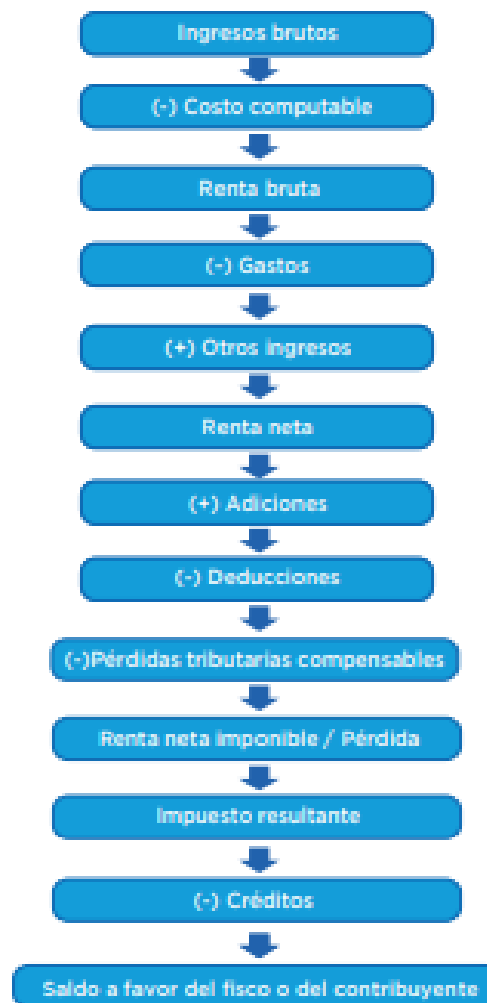 Ingresos brutos
(-) Costo computable
Renta bruta
(-) Gastos
(+) Otros ingresos
Renta neta
(+) Adiciones
(-) Deducciones
(-)Pérdidas tributarias compensables
Renta neta imponible / Pérdida
Impuesto resultante
(-) Créditos
Saldo a favor del fisco o del contribuyente